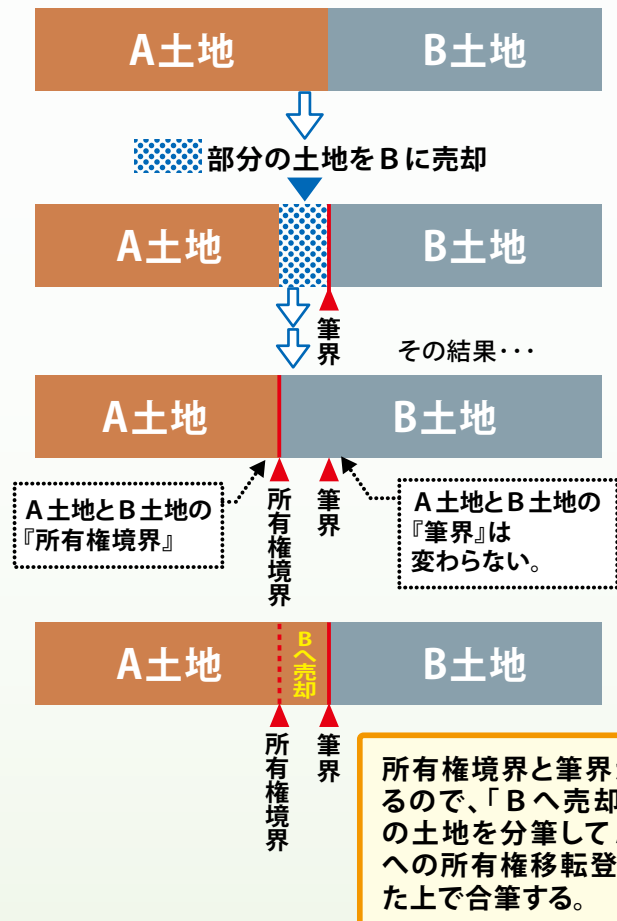 A土地
B土地
部分の土地をBに売却
A土地
B土地
筆界
その結果・・・
A土地
B土地
A土地とB土地の
『所有権境界』
所有権境界
筆界
A土地とB土地の
『筆界』は
変わらない。
A土地
Bへ売却
B土地
所有権境界
筆界
所有権境界と筆界
るので、「Bへ売却
の土地を分筆して
への所有権移転登
た上で合筆する。